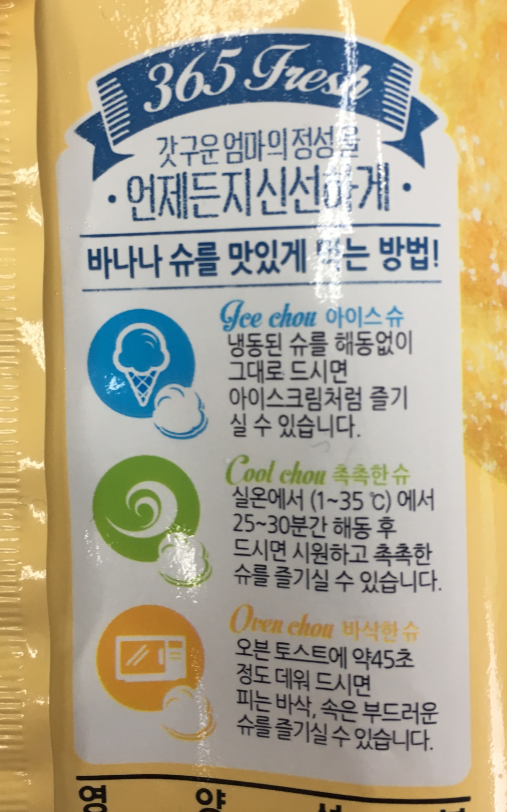 365 Fresh
갓구운 엄마의 정성을
·언제든지 신선하게·
바나나 슈를 맛있게 먹는 방법!
Ice chou 아이스 슈
냉동된 슈를 해동없이
그대로 드시면
아이스크림처럼 즐기
실 수 있습니다.
Cool chou 촉촉한 슈
실온에서 (1~35 ℃) 에서
25~30분간 해동 후
드시면 시원하고 촉촉한
슈를 즐기실 수 있습니다.
Oven chou 바삭한 슈
오븐 토스트에 약45초
정도 데워 드시면
피는 바삭, 속은 부드러운
슈를 즐기실 수 있습니다.
영 양